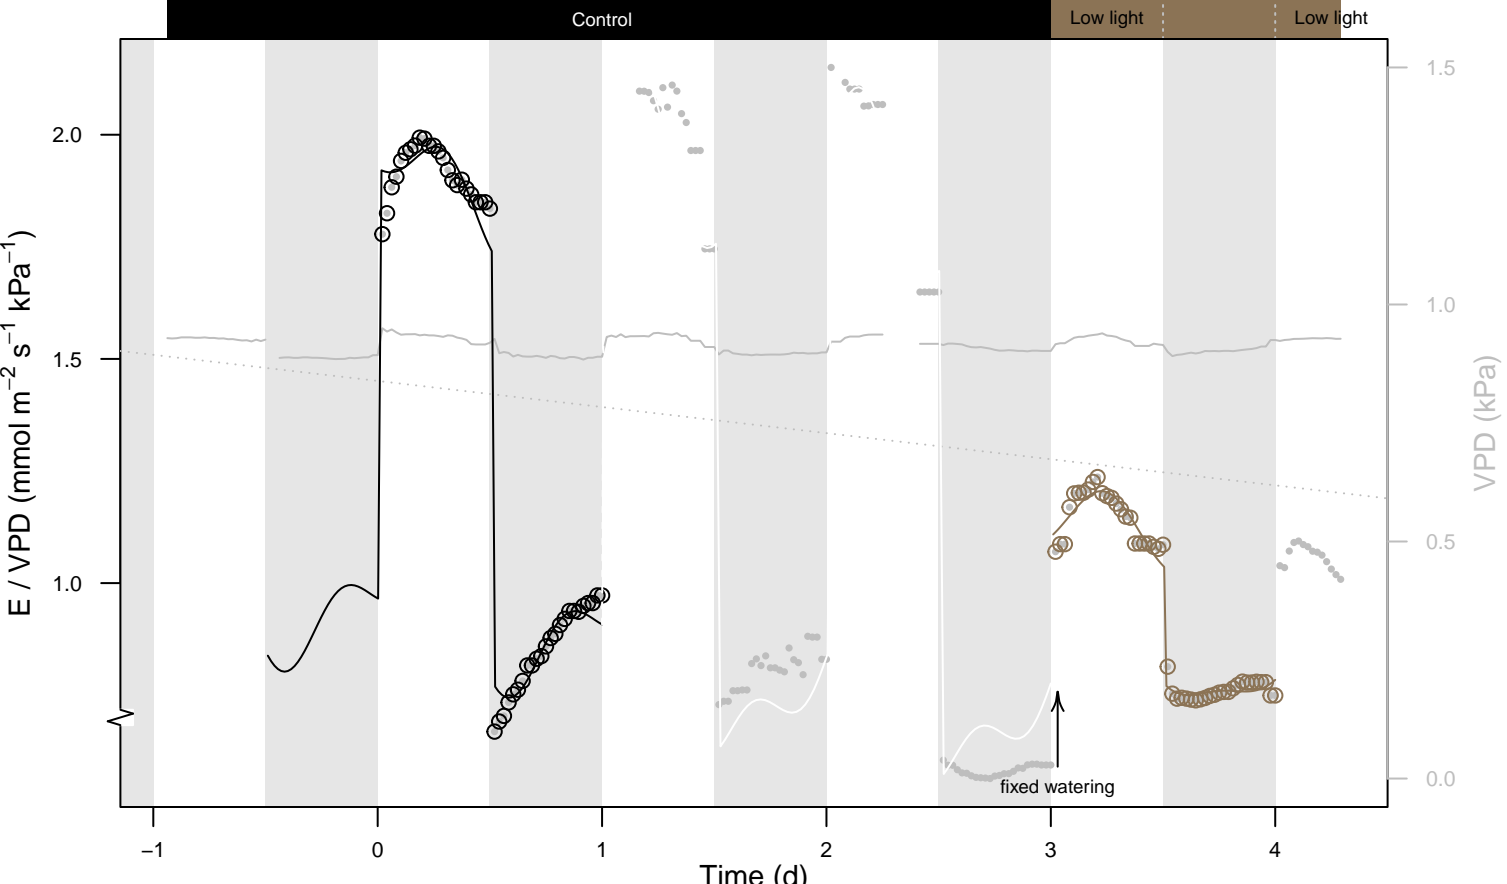 Control
Low light
Low light
2.0
1.5
1.0
E / VPD (mmol m−2 s−1 kPa−1)
1.5
1.0
0.5
0.0
VPD (kPa)
fixed watering
−1
0
1
2
3
4
Time (d)